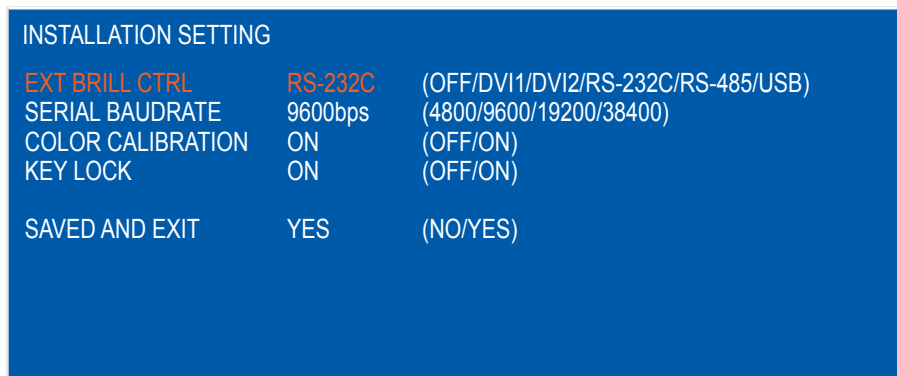 INSTALLATION SETTING
EXT BRILL CTRL RS-232C (OFF/DVI1/DVI2/RS-232C/RS-485/USB)
SERIAL BAUDRATE 9600bps (4800/9600/19200/38400)
COLOR CALIBRATION ON (OFF/ON)
KEY LOCK ON (OFF/ON)
SAVED AND EXIT YES (NO/YES)